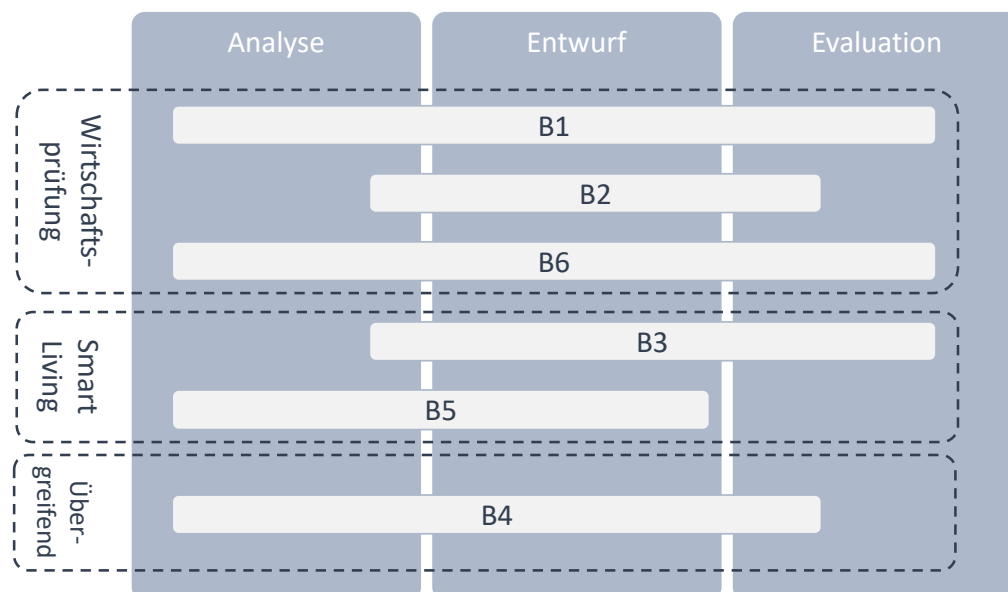 Analyse
Entwurf
Evaluation
Wirtschafts-
prüfung
B1
B2
B6
Smart
Living
B3
B5
Über-
greifend
B4